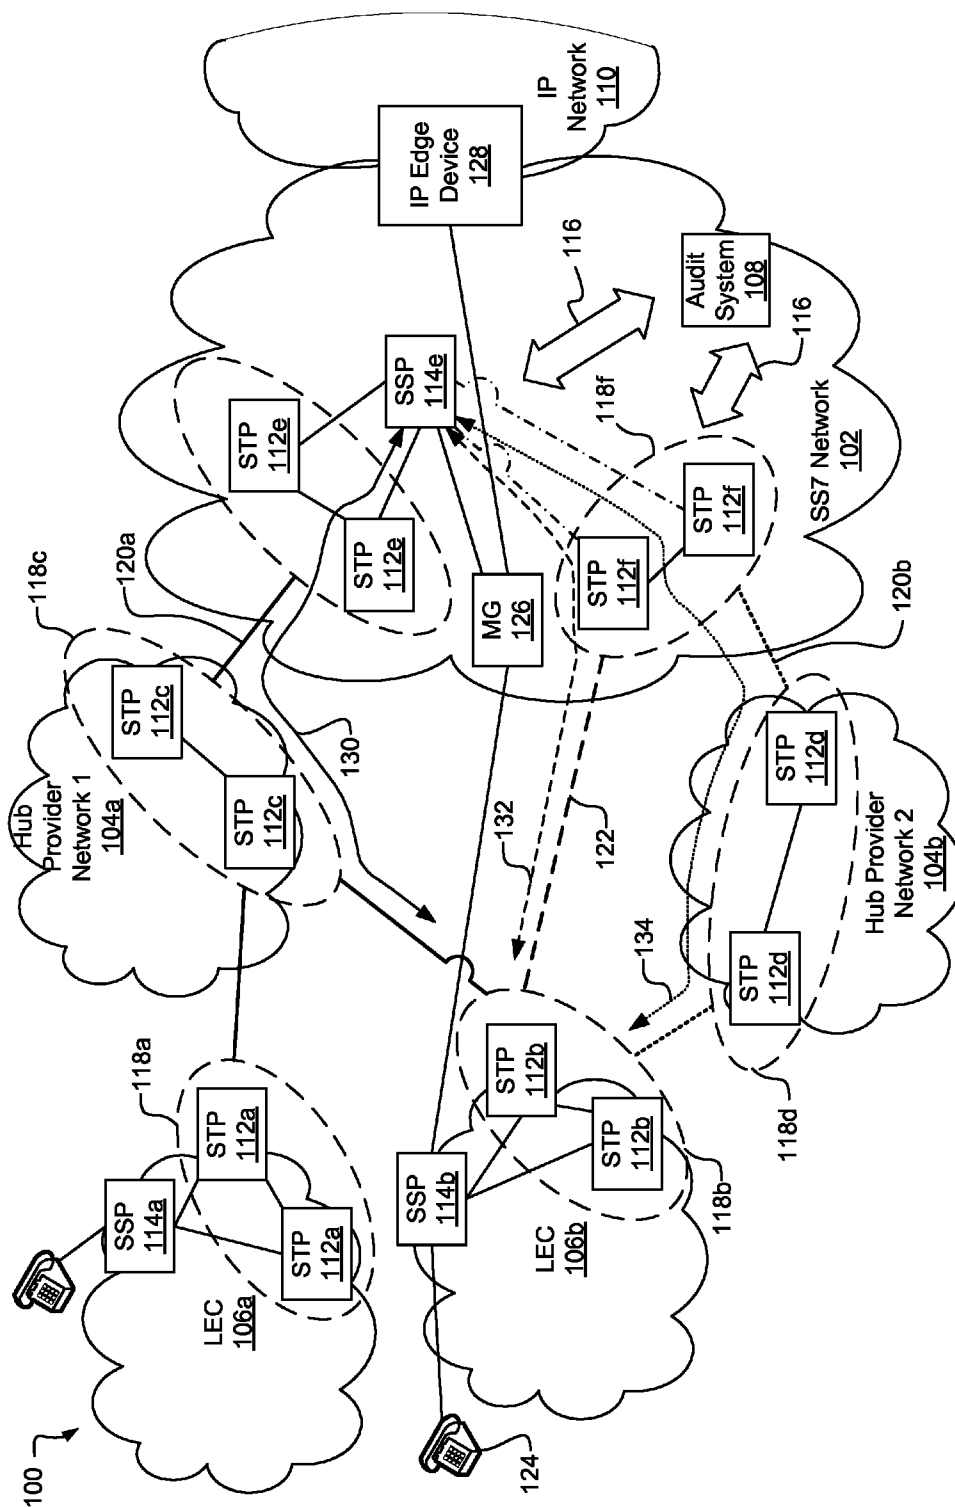 100
LEC
106a
SSP
114a
STP
112a
STP
112a
118a
Hub
Provider
Network 1
104a
STP
112c
STP
112c
118c
120a
130
STP
112e
STP
112e
124
SSP
114b
LEC
106b
STP
112b
STP
112b
118b
132
122
MG
126
SSP
114e
IP Edge
Device
128
IP
Network
110
134
118d
STP
112d
STP
112d
Hub Provider
Network 2
104b
STP
112f
STP
112f
118f
116
Audit
System
108
116
SS7 Network
102
120b